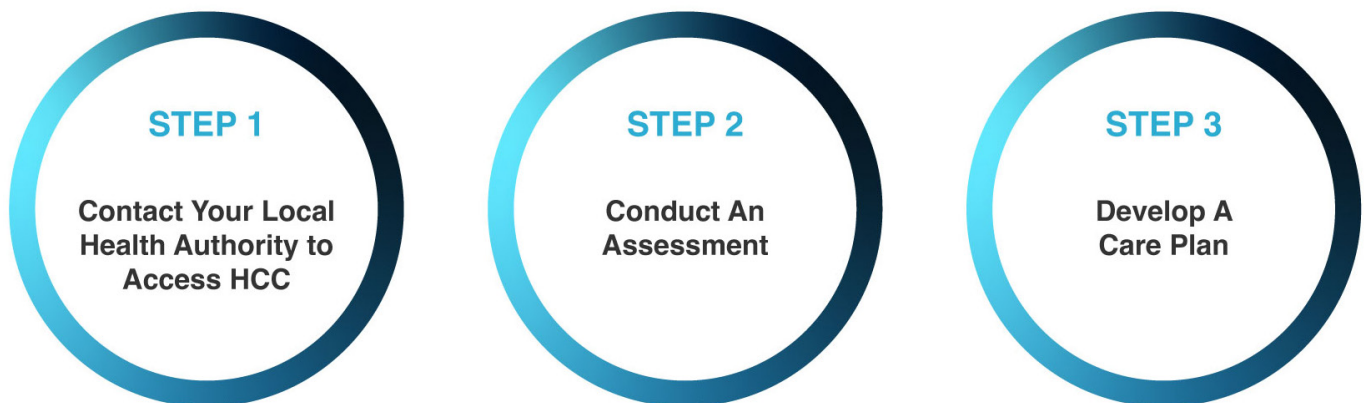 STEP 1
Contact Your Local
Health Authority to
Access HCC
STEP 2
Conduct An
Assessment
STEP 3
Develop A
Care Plan